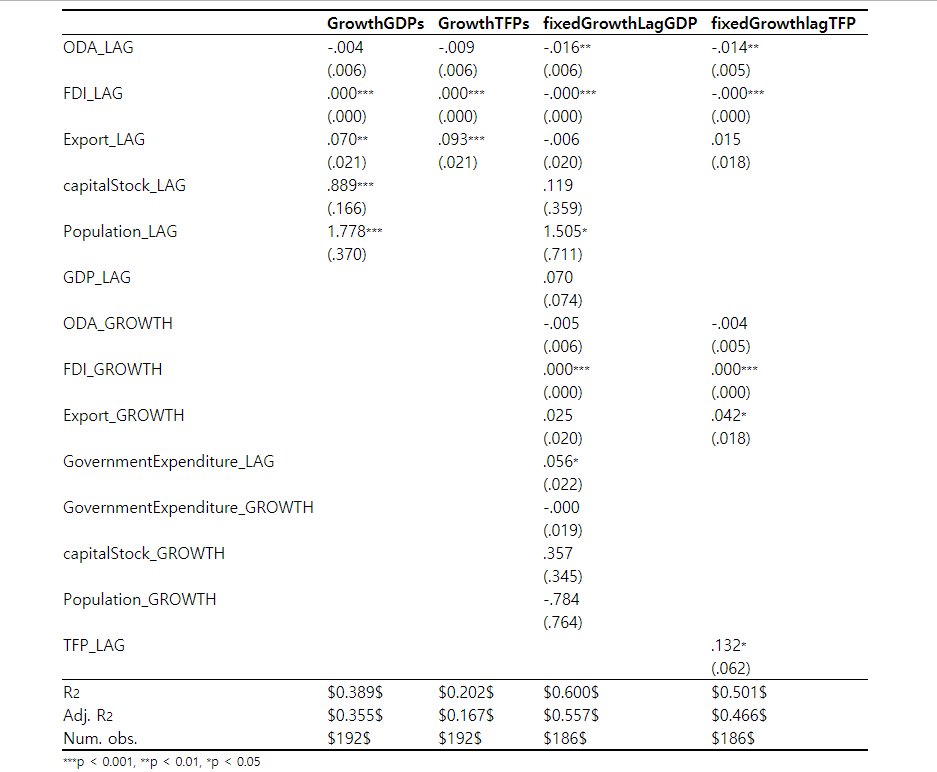 GrowthGDPs GrowthTFPs fixedGrowthLagGDP fixedGrowthlagTFP
ODA_LAG -.004 -.009 -.016** -.014**
(.006) (.006) (.006) (.005)
FDI_LAG .000*** .000*** -.000*** -.000***
(.000) (.000) (.000) (.000)
Export_LAG .070** .093*** -.006 .015
(.021) (.021) (.020) (.018)
capitalStock_LAG .889*** .119
(.166) (.359)
Population_LAG 1.778*** 1.505*
(.370) (.711)
GDP_LAG .070
(.074)
ODA_GROWTH -.005 -.004
(.006) (.005)
FDI_GROWTH .000*** .000***
(.000) (.000)
Export_GROWTH .025 .042*
(.020) (.018)
GovernmentExpenditure_LAG .056*
(.022)
GovernmentExpenditure_GROWTH -.000
(.019)
capitalStock_GROWTH .357
(.345)
Population_GROWTH -.784
(.764)
TFP_LAG .132*
(.062)
R2 $0.389$ $0.202$ $0.600$ $0.501$
Adj. R2 $0.355$ $0.167$ $0.557$ $0.466$
Num. obs. $192$ $192$ $186$ $186$
***p < 0.001, **p < 0.01, *p < 0.05